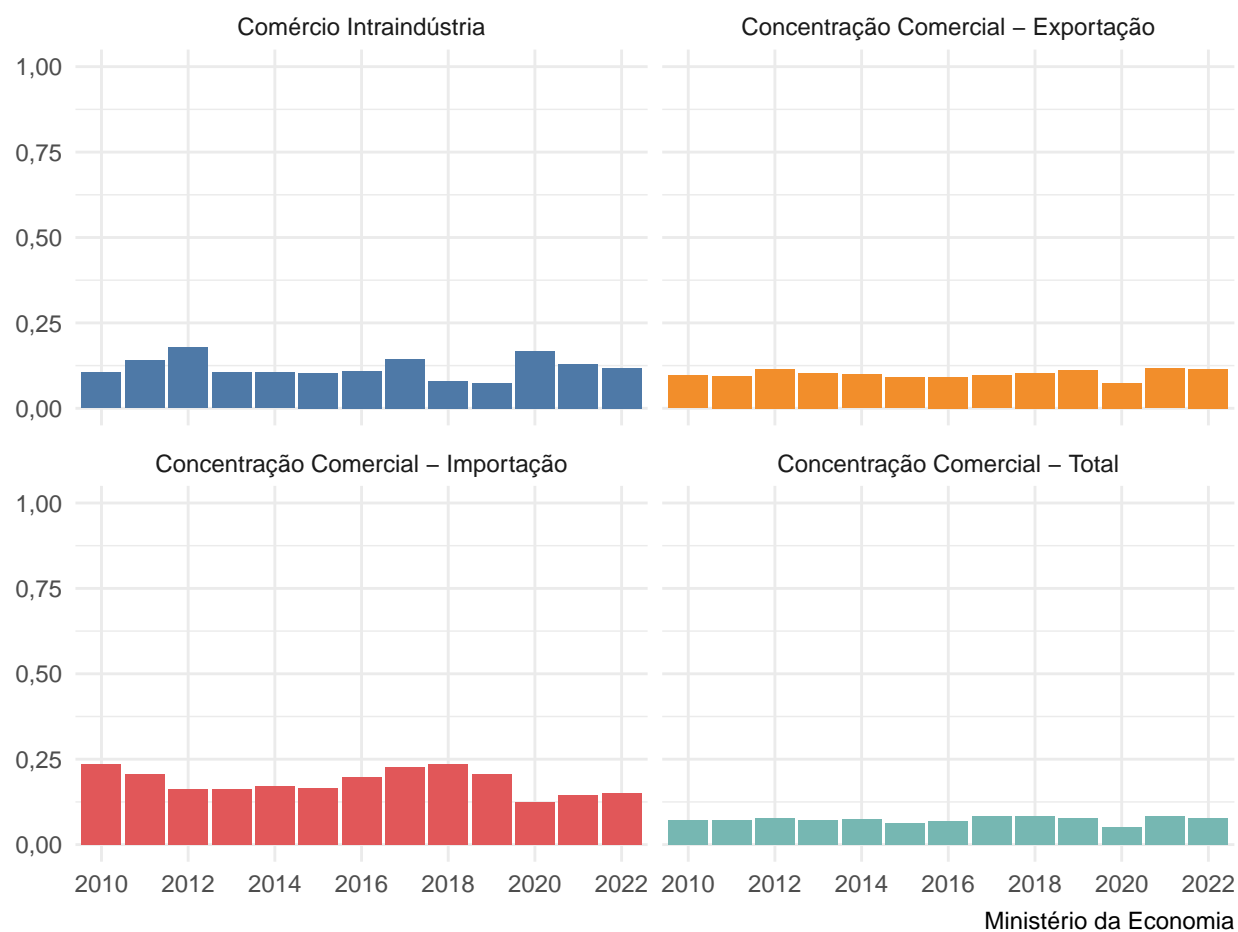 Comércio Intraindústria
Concentração Comercial – Exportação
1,00
0,75
0,50
0,25
0,00
Concentração Comercial – Importação
Concentração Comercial – Total
1,00
0,75
0,50
0,25
0,00
2010 2012 2014 2016 2018 2020 2022
2010 2012 2014 2016 2018 2020 2022
Ministério da Economia